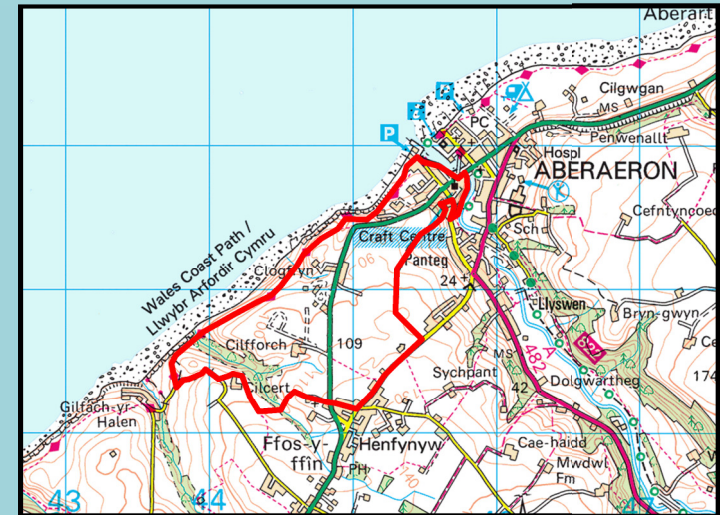 Aberart
Cilgwgan
MS
PC
P
Penwenallt
Hospl
ABERAERON
Cefntyncoed
Sch
Craft Centre
Wales Coast Path /
Llwybr Arfordir Cymru
06
Panteg
Clogfryn
24
Llyswen
Bryn-gwyn
109
Cilfforch
A
482
MS
Ce
Sychpant
174
Cilcert
42
Dolgwartheg
Gilfach-yr-
Halen
Ffos-y-
ffin
Henfynyw
Cae-haidd
PH
Mwdwl
Fm
40
43
44
47